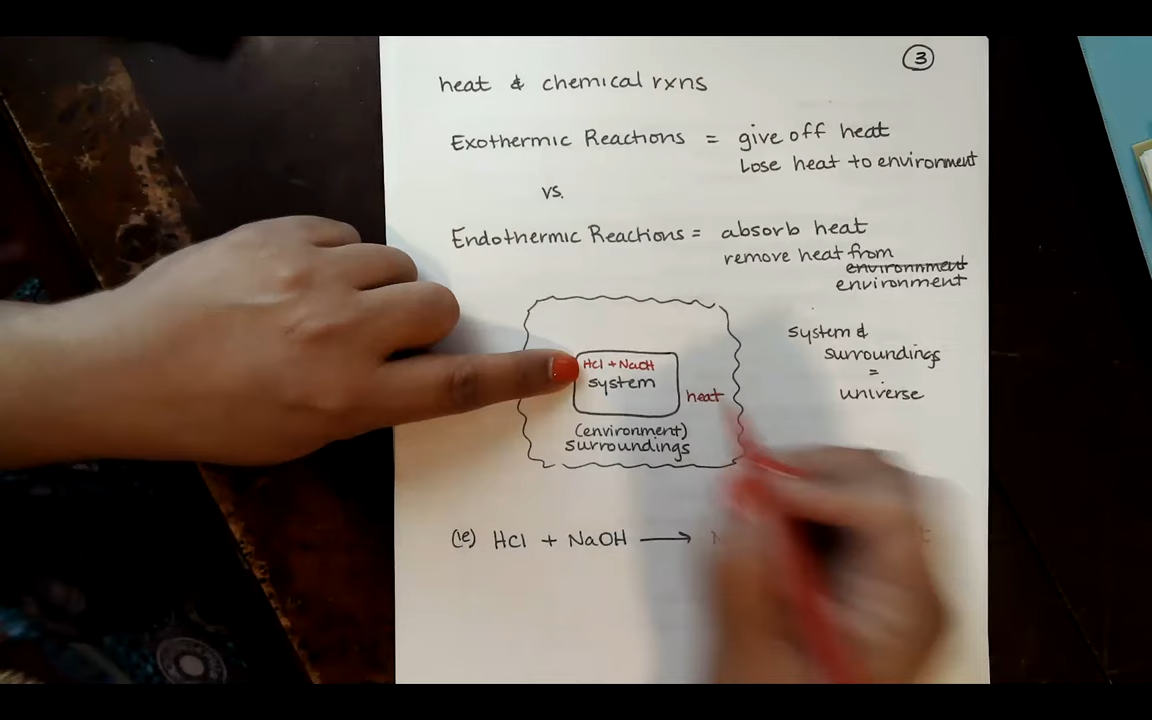 3
heat & chemical rxns
Exothermic Reactions = give off heat
Lose heat to environment
vs.
Endothermic Reactions = absorb heat
remove heat from
environment
environment
system &
surroundings
=
universe
HCl + NaOH
system
heat
(environment)
surroundings
(ie) HCl + NaOH →